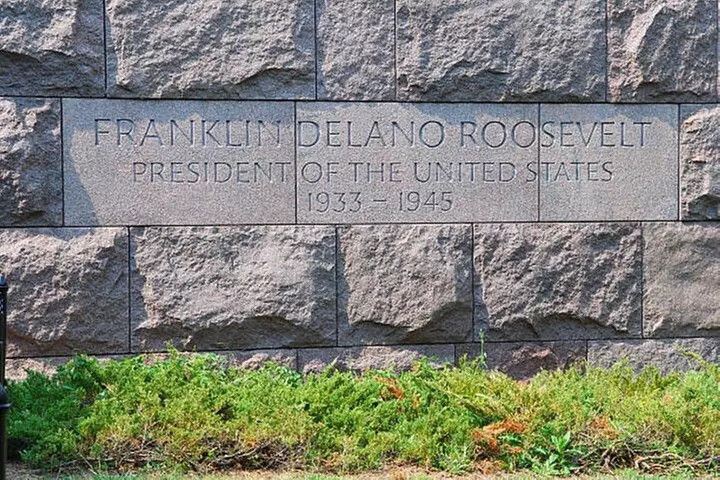 FRANKLIN DELANO ROOSEVELT
PRESIDENT OF THE UNITED STATES
1933 – 1945